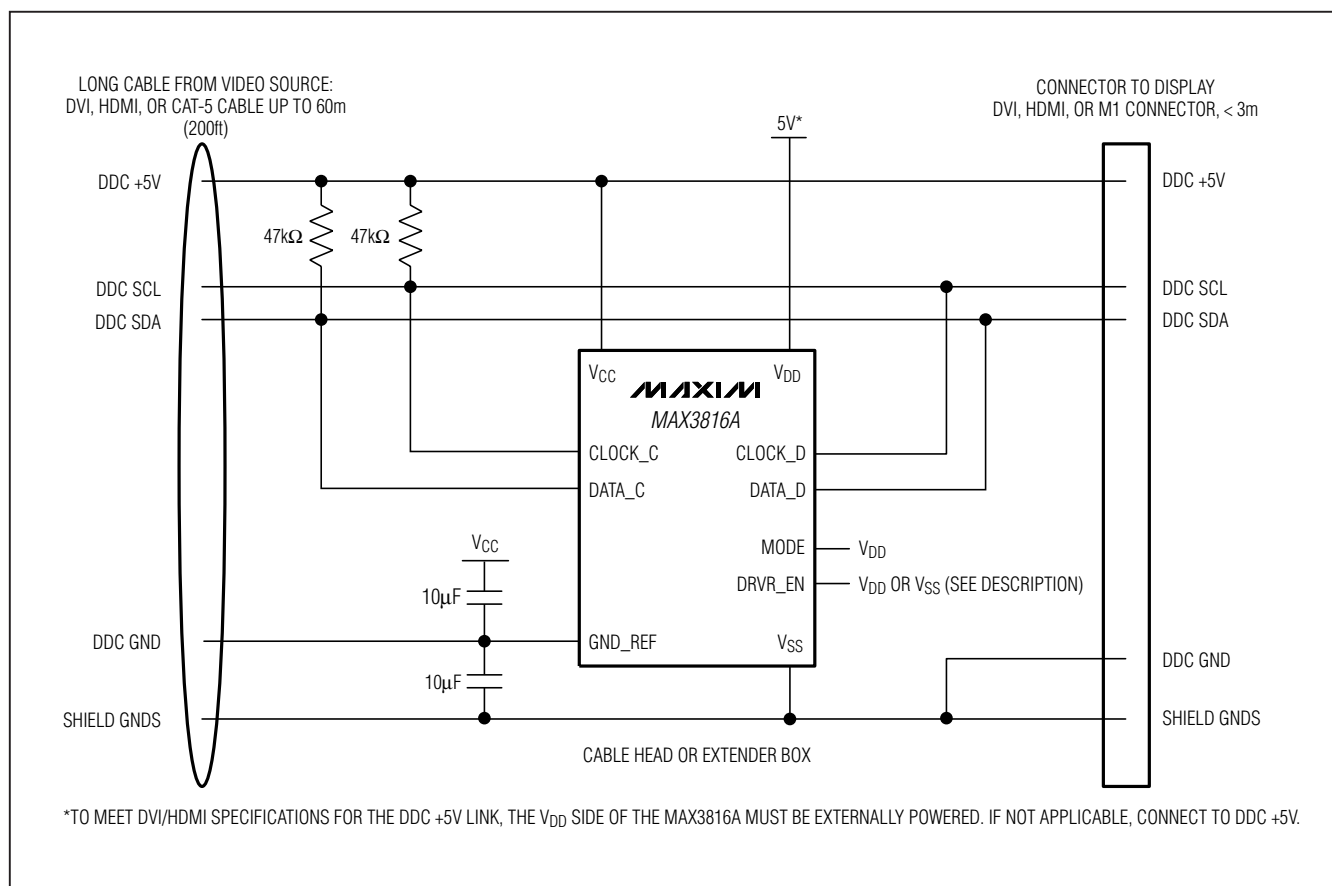 LONG CABLE FROM VIDEO SOURCE:
DVI, HDMI, OR CAT-5 CABLE UP TO 60m
(200ft)
CONNECTOR TO DISPLAY
DVI, HDMI, OR M1 CONNECTOR, < 3m
5V*
DDC +5V
DDC +5V
47kΩ
47kΩ
DDC SCL
DDC SCL
DDC SDA
DDC SDA
VCC
VDD
MAXIM
MAX3816A
CLOCK_C
CLOCK_D
DATA_C
DATA_D
VCC
MODE
VDD
10µF
DRVR_EN
VDD OR VSS (SEE DESCRIPTION)
DDC GND
GND_REF
VSS
DDC GND
10µF
SHIELD GNDS
SHIELD GNDS
CABLE HEAD OR EXTENDER BOX
*TO MEET DVI/HDMI SPECIFICATIONS FOR THE DDC +5V LINK, THE VDD SIDE OF THE MAX3816A MUST BE EXTERNALLY POWERED. IF NOT APPLICABLE, CONNECT TO DDC +5V.